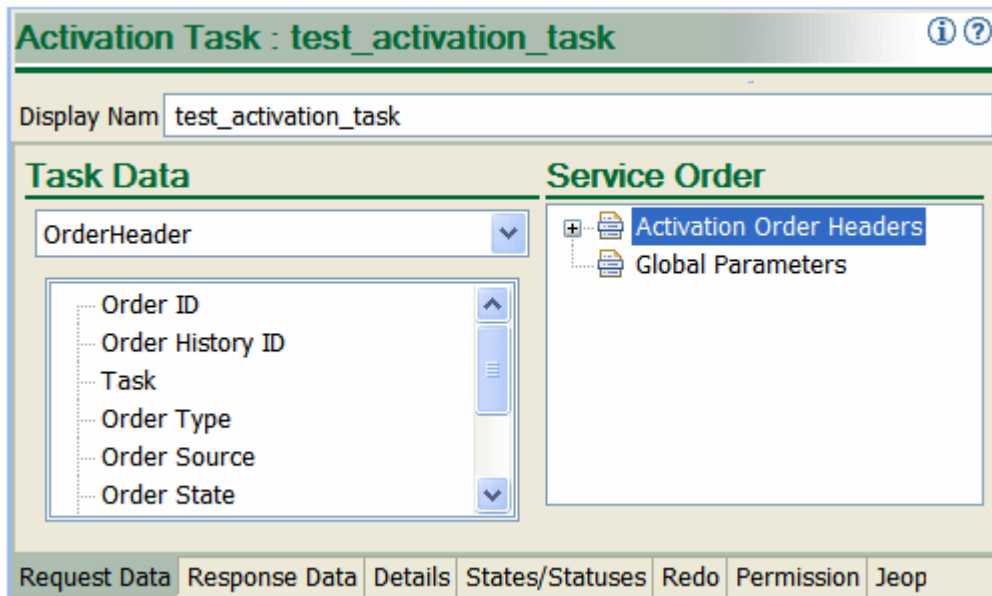 Activation Task : test_activation_task
Display Nam test_activation_task
Task Data
OrderHeader
Order ID
Order History ID
Task
Order Type
Order Source
Order State
Service Order
Activation Order Headers
Global Parameters
Request Data Response Data Details States/Statuses Redo Permission Jeop